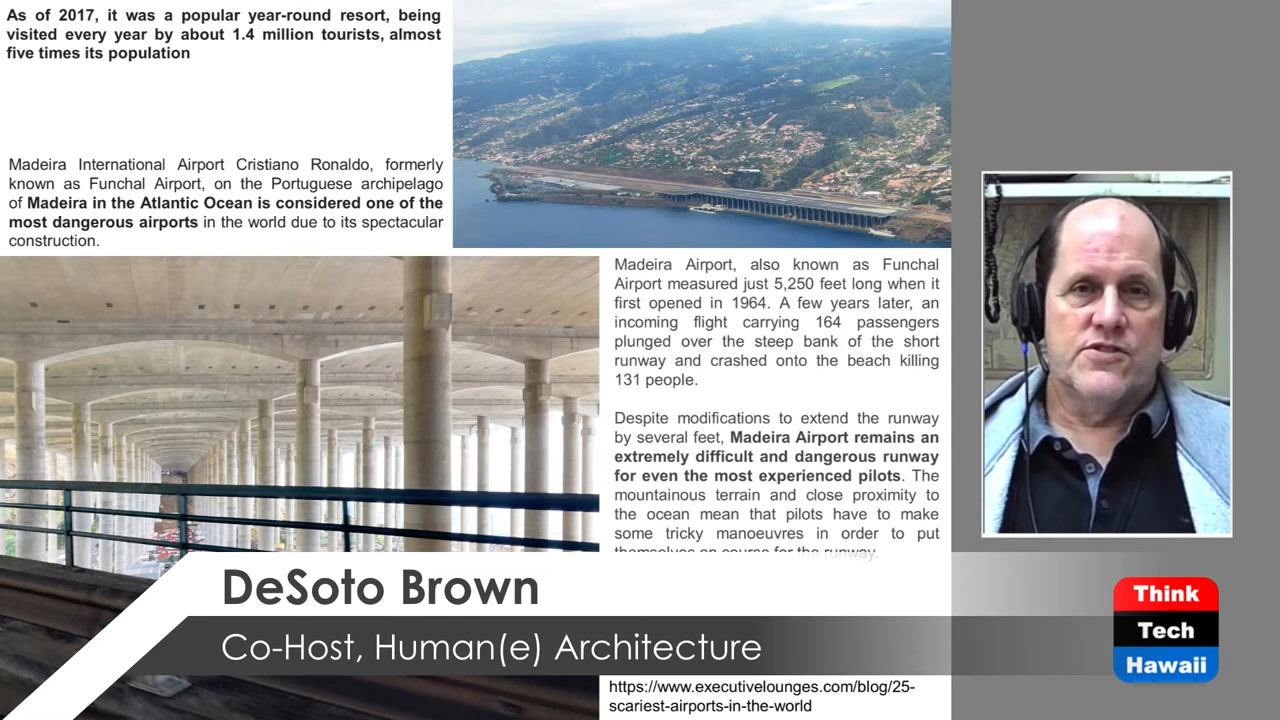 As of 2017, it was a popular year-round resort, being
visited every year by about 1.4 million tourists, almost
five times its population
Madeira International Airport Cristiano Ronaldo, formerly
known as Funchal Airport, on the Portuguese archipelago
of Madeira in the Atlantic Ocean is considered one of the
most dangerous airports in the world due to its spectacular
construction.
Madeira Airport, also known as Funchal
Airport measured just 5,250 feet long when it
first opened in 1964. A few years later, an
incoming flight carrying 164 passengers
plunged over the steep bank of the short
runway and crashed onto the beach killing
131 people.
Despite modifications to extend the runway
by several feet, Madeira Airport remains an
extremely difficult and dangerous runway
for even the most experienced pilots. The
mountainous terrain and close proximity to
the ocean mean that pilots have to make
some tricky manoeuvres in order to put
themselves on course for the runway.
DeSoto Brown
Co-Host, Human(e) Architecture
Think
Tech
Hawaii
https://www.executivelounges.com/blog/25-
scariest-airports-in-the-world